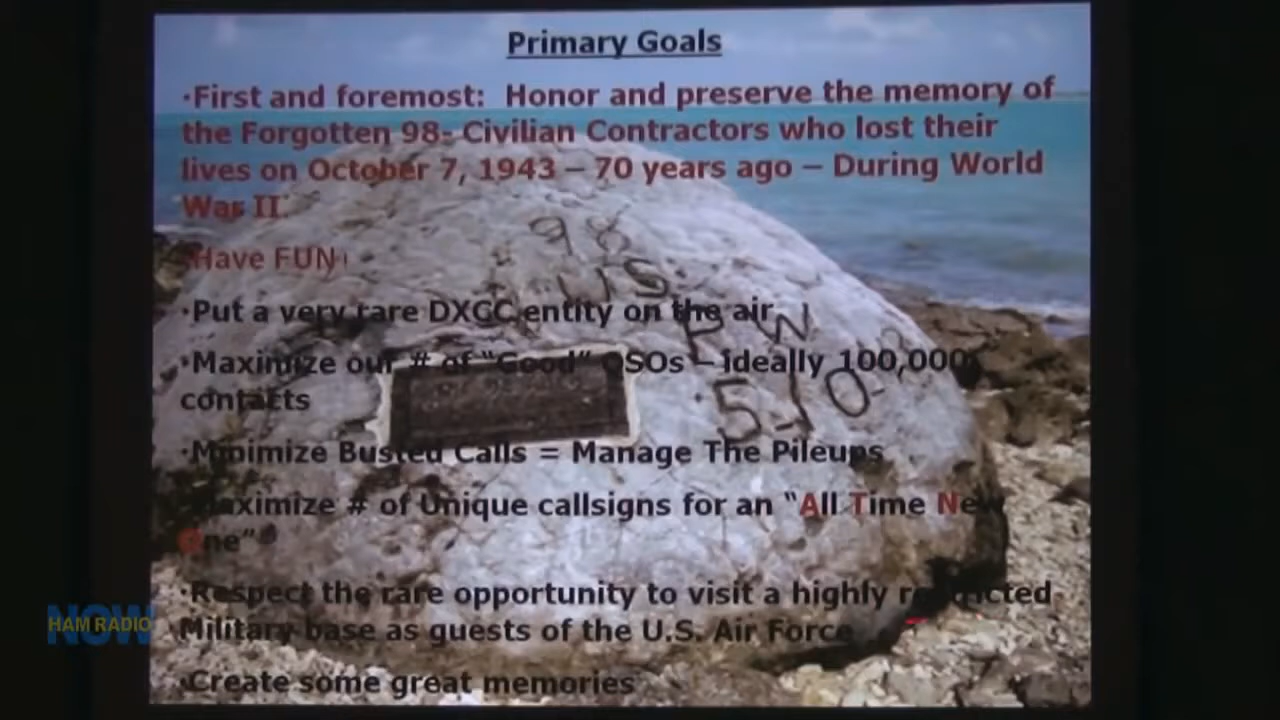 Primary Goals
•First and foremost: Honor and preserve the memory of
the Forgotten 98- Civilian Contractors who lost their
lives on October 7, 1943 – 70 years ago – During World
War II.
•Have FUN!
•Put a very rare DXCC entity on the air
•Maximize our # of “Good” QSOs – ideally 100,000
contacts
•Minimize Busted Calls = Manage The Pileups
•Maximize # of Unique callsigns for an “All Time New
One”
•Respect the rare opportunity to visit a highly restricted
Military base as guests of the U.S. Air Force
•Create some great memories
98
US
PW
5-10-
NOW
HAM RADIO